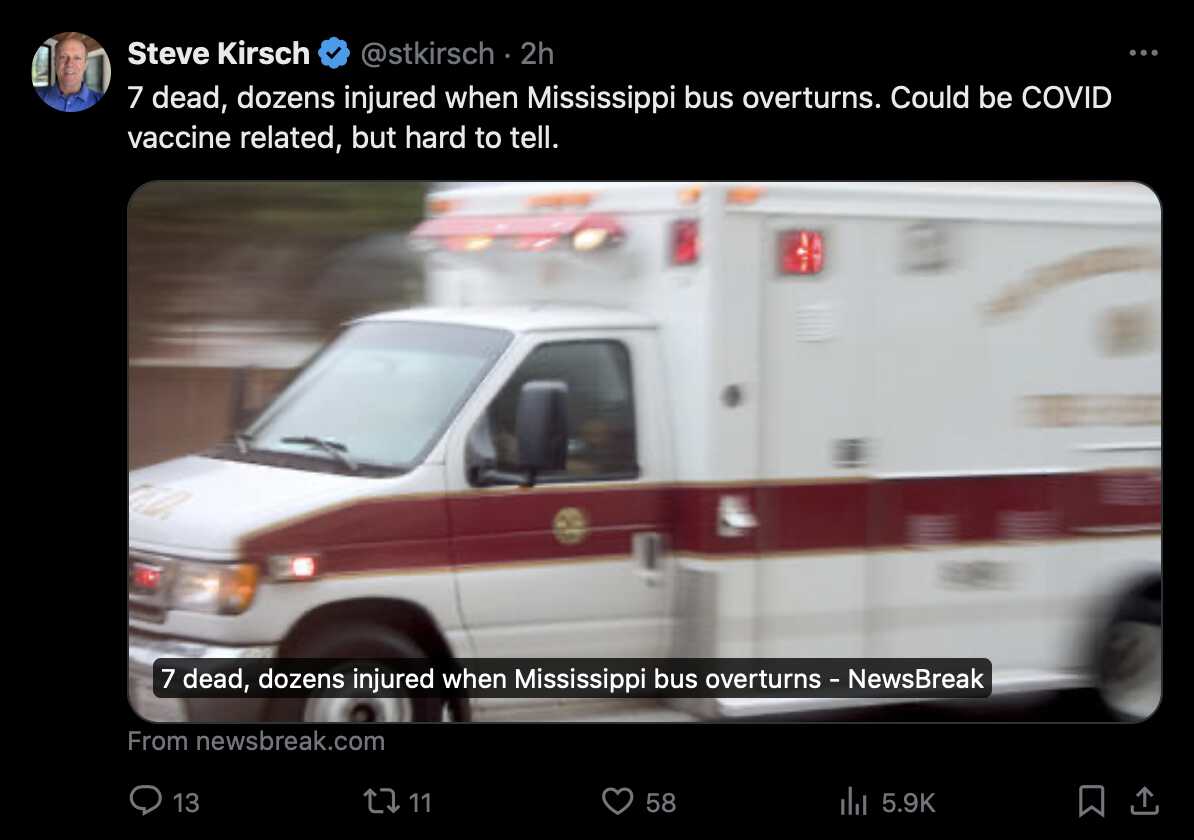 Steve Kirsch @stkirsch · 2h
7 dead, dozens injured when Mississippi bus overturns. Could be COVID
vaccine related, but hard to tell.
7 dead, dozens injured when Mississippi bus overturns - NewsBreak
From newsbreak.com
13 11 58 5.9K